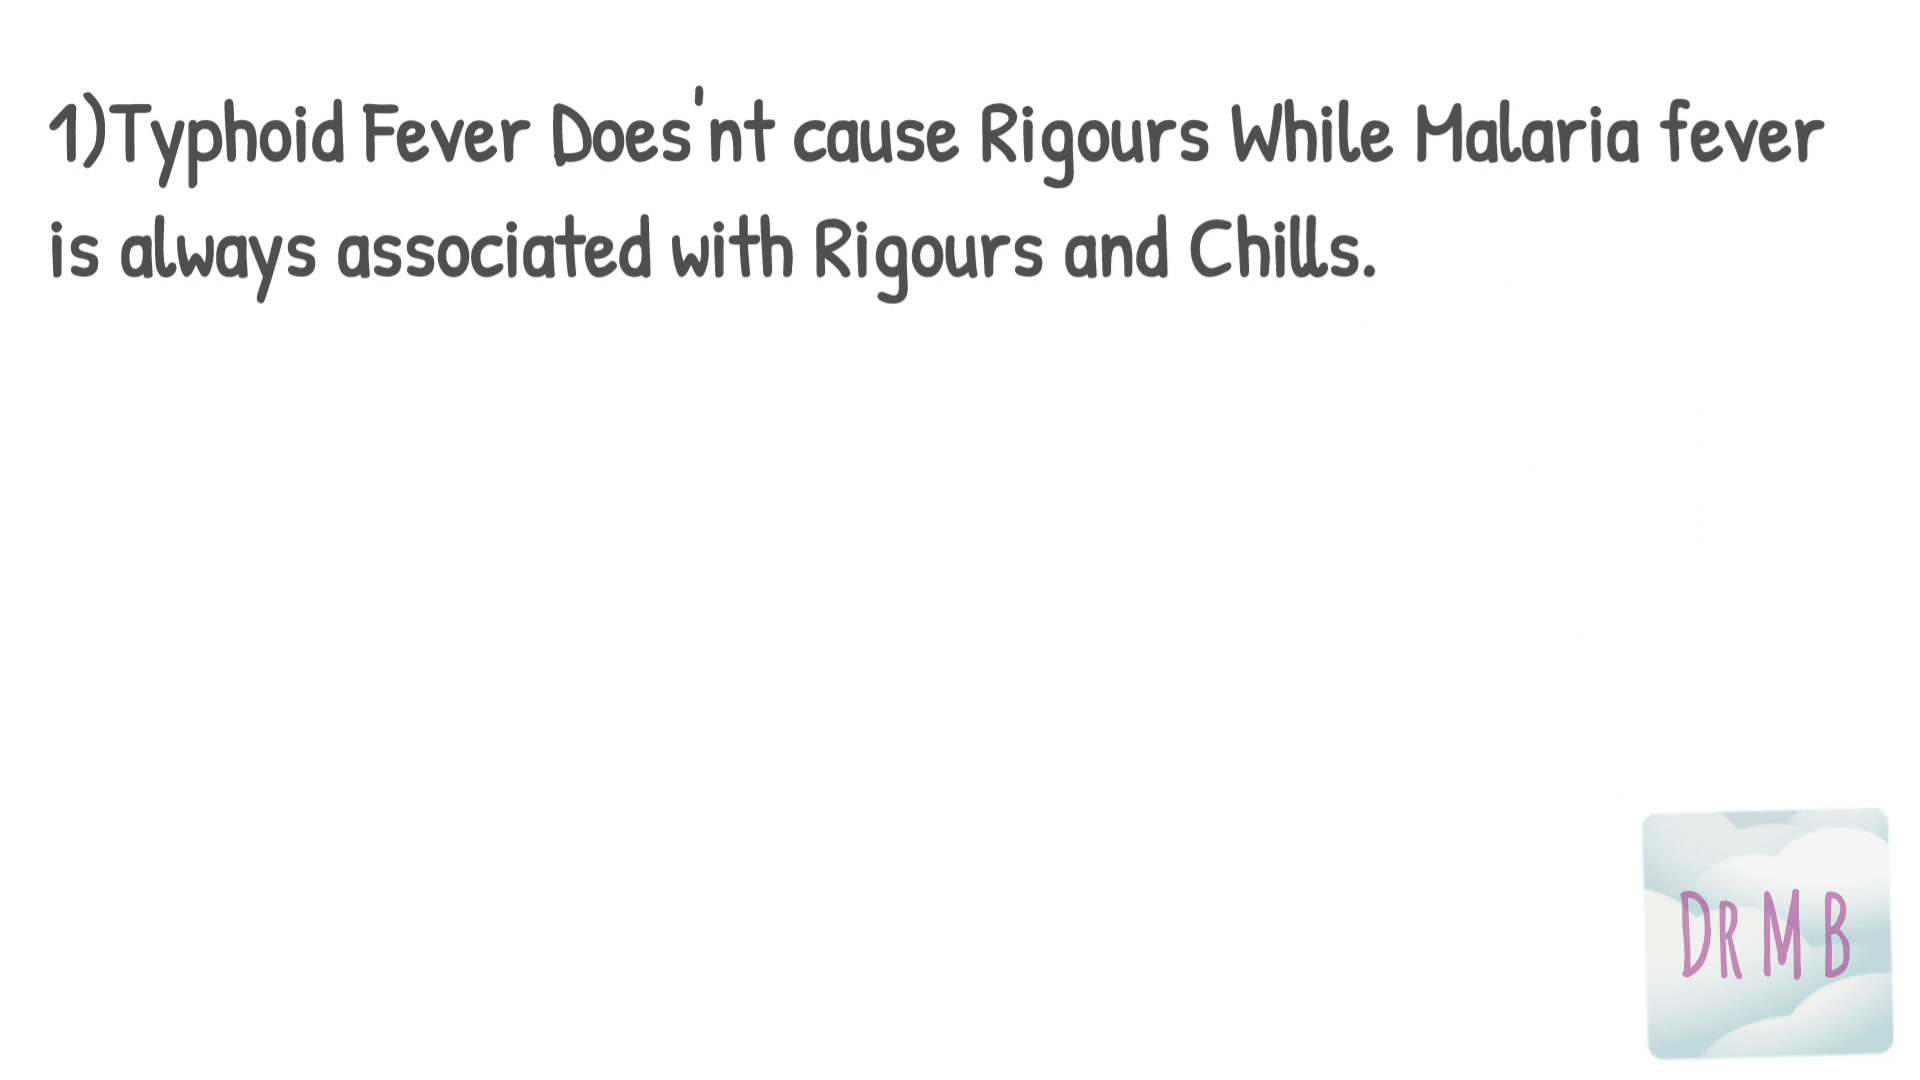 1)Typhoid Fever Does'nt cause Rigours While Malaria fever
is always associated with Rigours and Chills.
DR M B